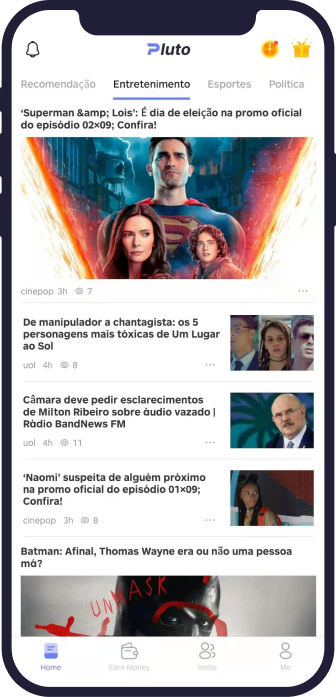 Pluto
Recomendação Entretenimento Esportes Política
‘Superman &amp; Lois’: É dia de eleição na promo oficial
do episódio 02×09; Confira!
cinepop 3h 7
De manipulador a chantagista: os 5
personagens mais tóxicas de Um Lugar
ao Sol
uol 4h 8
Câmara deve pedir esclarecimentos
de Milton Ribeiro sobre áudio vazado |
Rádio BandNews FM
uol 4h 11
‘Naomi’ suspeita de alguém próximo
na promo oficial do episódio 01×09;
Confira!
cinepop 3h 8
Batman: Afinal, Thomas Wayne era ou não uma pessoa
má?
UNMASK
Home Earn Money Invite Me